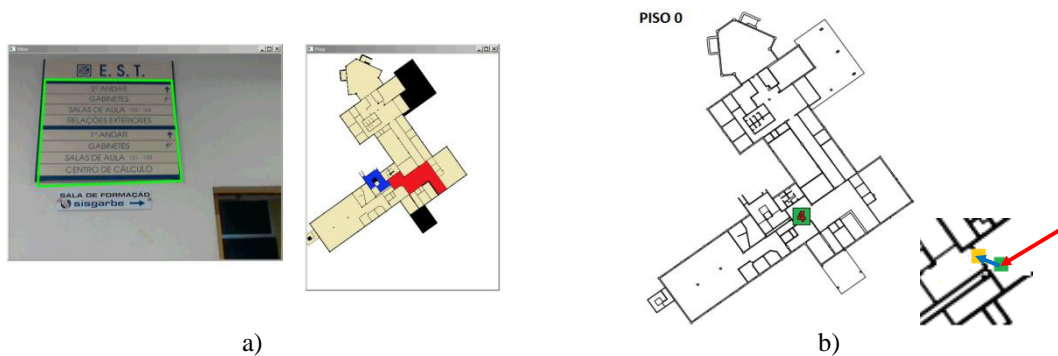 E. S. T.
2º ANDAR
GABINETES
SALAS DE AULA
RELAÇÕES EXTERIORES
1º ANDAR
GABINETES
SALAS DE AULA
CENTRO DE CÁLCULO
SALA DE FORMAÇÃO
sisgarbe
a)
PISO 0
4
b)